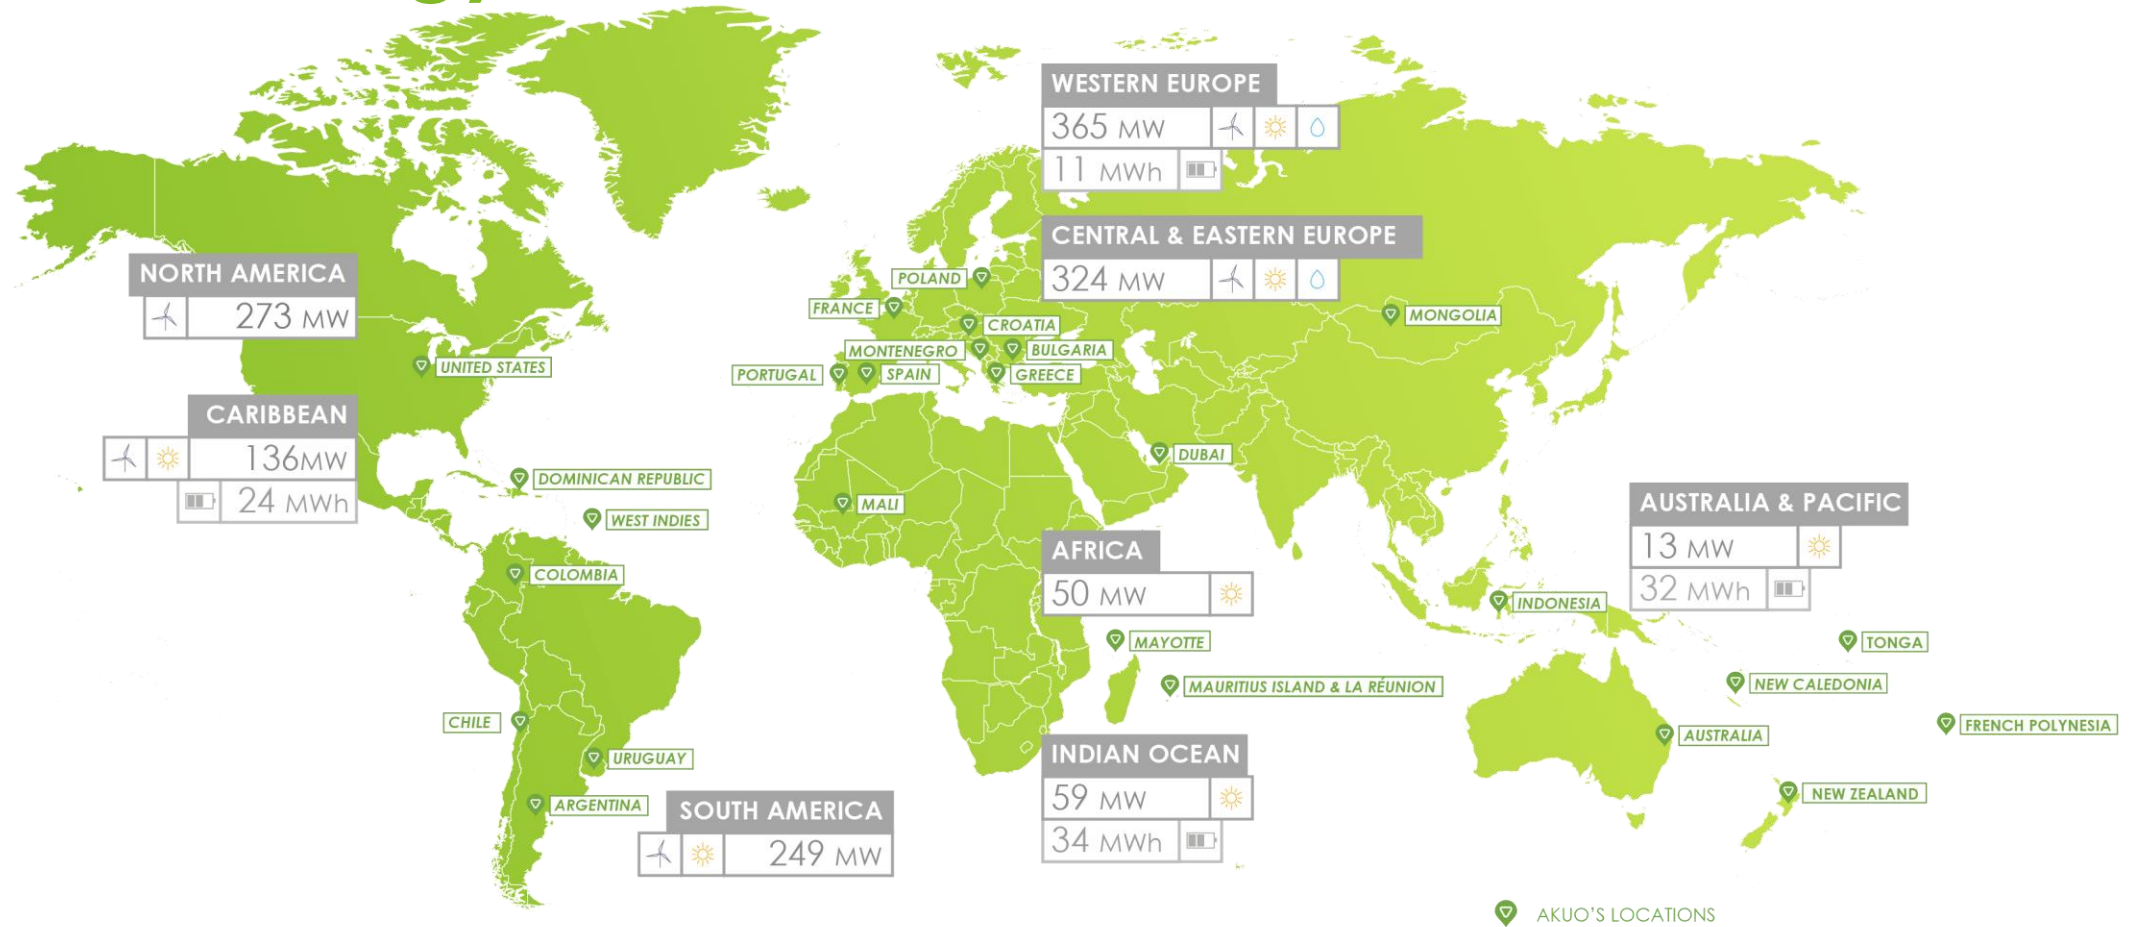 WESTERN EUROPE
365 MW
11 MWh
CENTRAL & EASTERN EUROPE
324 MW
NORTH AMERICA
273 MW
POLAND
FRANCE
MONGOLIA
CROATIA
MONTENEGRO
BULGARIA
UNITED STATES
PORTUGAL
SPAIN
GREECE
CARIBBEAN
136MW
24 MWh
DUBAI
DOMINICAN REPUBLIC
MALI
WEST INDIES
AUSTRALIA & PACIFIC
13 MW
32 MWh
AFRICA
50 MW
COLOMBIA
INDONESIA
MAYOTTE
TONGA
MAURITIUS ISLAND & LA RÉUNION
NEW CALEDONIA
CHILE
FRENCH POLYNESIA
AUSTRALIA
URUGUAY
INDIAN OCEAN
59 MW
34 MWh
NEW ZEALAND
ARGENTINA
SOUTH AMERICA
249 MW
AKUO'S LOCATIONS